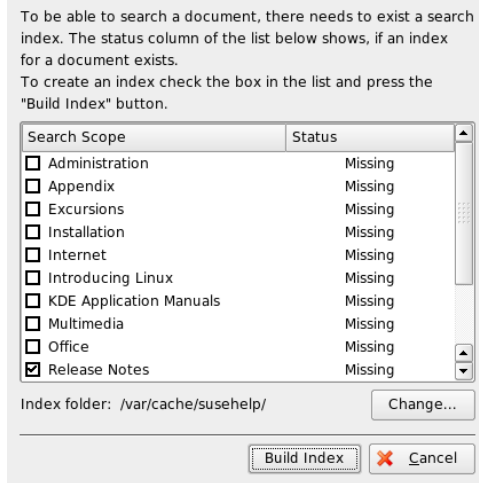 To be able to search a document, there needs to exist a search
index. The status column of the list below shows, if an index
for a document exists.
To create an index check the box in the list and press the
"Build Index" button.
Search Scope Status
Administration Missing
Appendix Missing
Excursions Missing
Installation Missing
Internet Missing
Introducing Linux Missing
KDE Application Manuals Missing
Multimedia Missing
Office Missing
Release Notes Missing
Index folder: /var/cache/susehelp/ Change...
Build Index Cancel